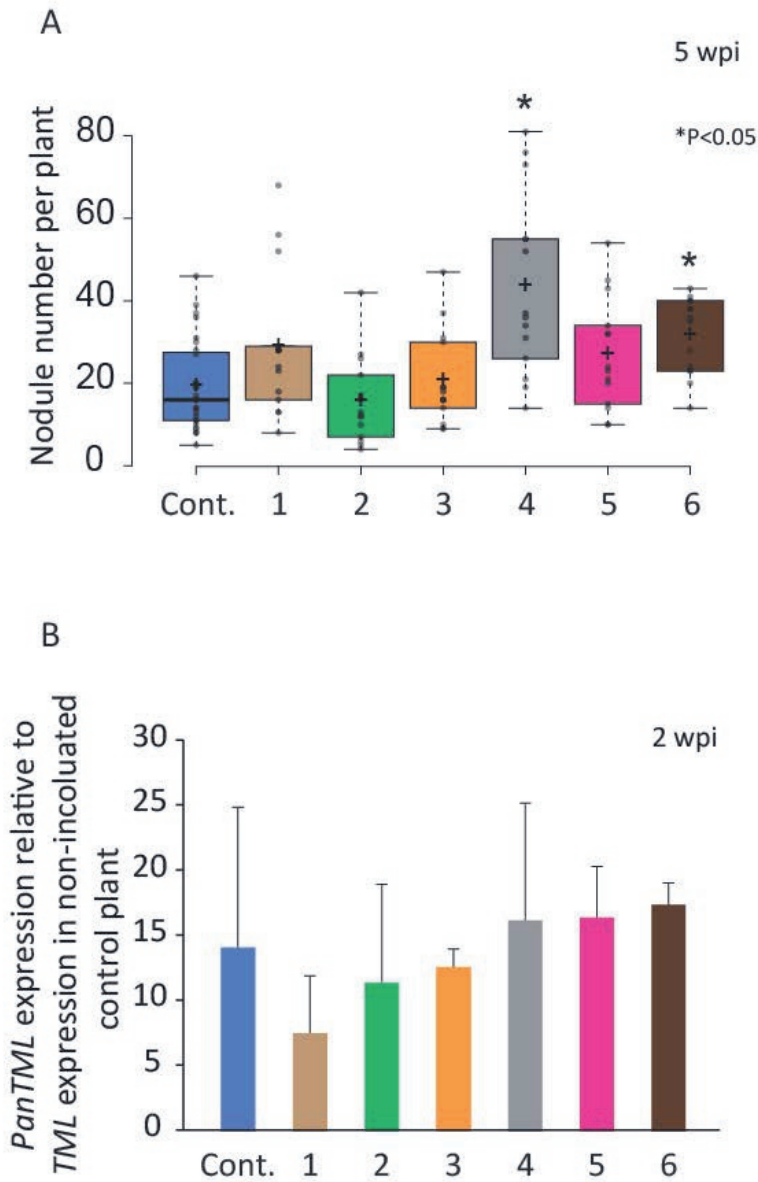 A
5 wpi
*
*P<0.05
Nodule number per plant
80
60
40
20
0
*
Cont. 1 2 3 4 5 6
B
2 wpi
PanTML expression relative to
TML expression in non-incoluated
control plant
30
25
20
15
10
5
0
Cont. 1 2 3 4 5 6